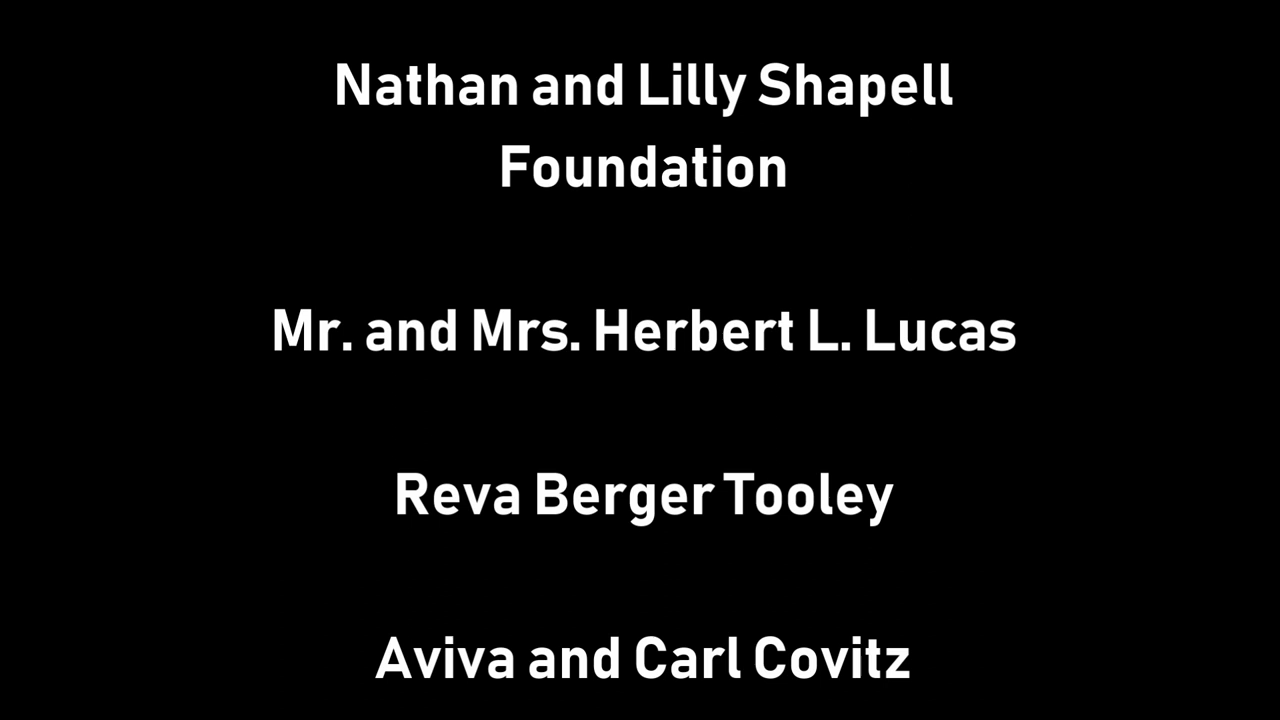 Nathan and Lilly Shapell
Foundation
Mr. and Mrs. Herbert L. Lucas
Reva Berger Tooley
Aviva and Carl Covitz